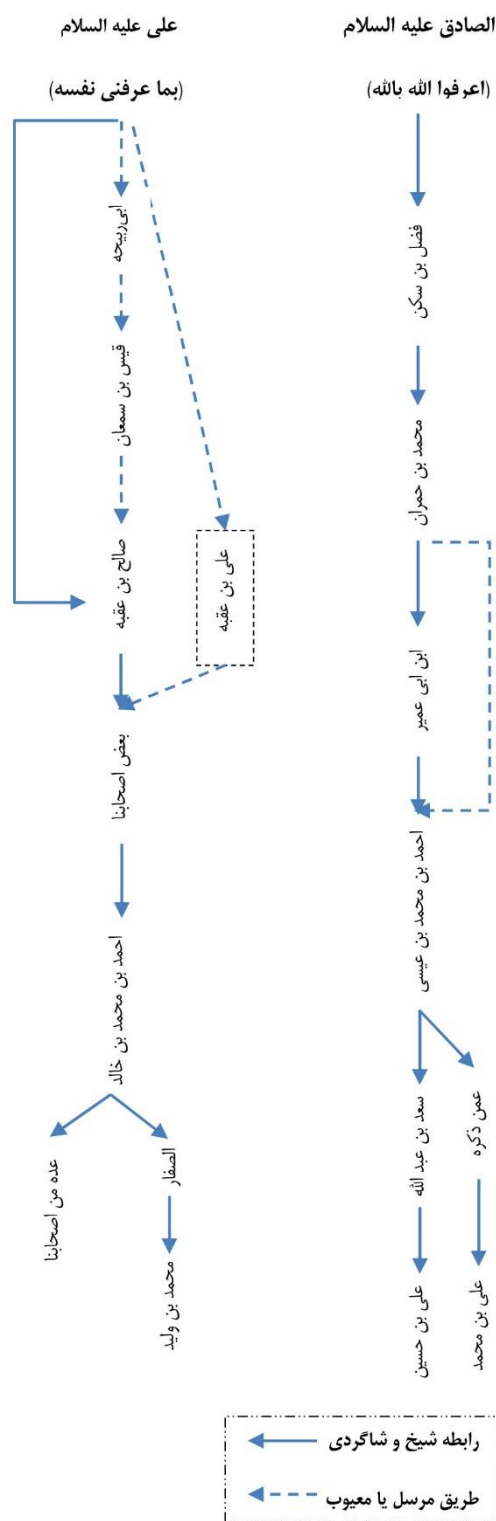 الصادق علیه السلام
(اعرفوا الله بالله)
فضل بن سکن
محمد بن حمران
ابن ابی عمیر
احمد بن محمد بن عیسی
عمن ذکره
سعد بن عبد الله
علی بن محمد
علی بن حسین
علی علیه السلام
(بما عرفنی نفسه)
ابی‌ربیحه
قیس بن سمعان
علی بن عقبه
صالح بن عقبه
بعض اصحابنا
احمد بن محمد بن خالد
الصفار
عده من اصحابنا
محمد بن ولید
رابطه شیخ و شاگردی
طریق مرسل یا معیوب